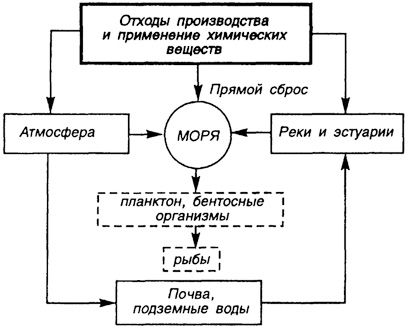 Отходы производства
и применение химических
веществ
Прямой сброс
Атмосфера
МОРЯ
Реки и эстуарии
планктон, бентосные
организмы
рыбы
Почва,
подземные воды